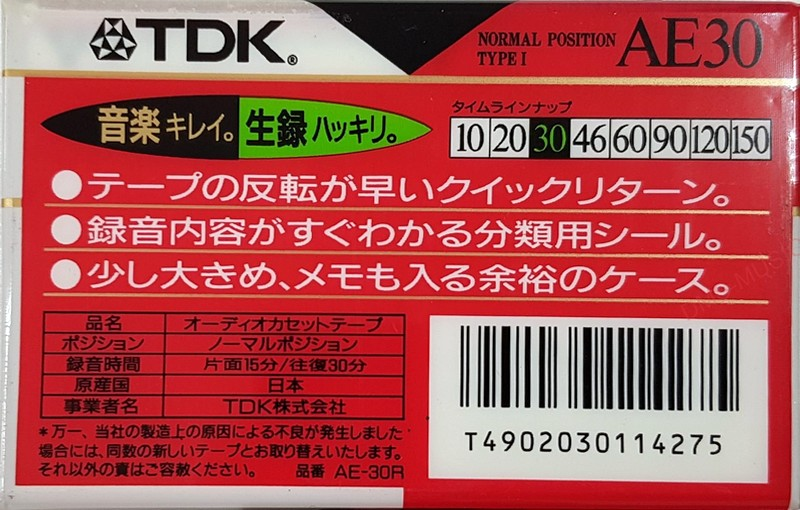 TDK®
NORMAL POSITION
TYPE I
AE30
音楽キレイ。生録ハッキリ。
タイムラインナップ
10 20 30 46 60 90 120 150
●テープの反転が早いクイックリターン。
●録音内容がすぐわかる分類用シール。
●少し大きめ、メモも入る余裕のケース。
品名 オーディオカセットテープ
ポジション ノーマルポジション
録音時間 片面15分/往復30分
原産国 日本
事業者名 TDK株式会社
*万一、当社の製造上の原因による不良が発生しました
場合には、同数の新しいテープとお取り替えいたします。
それ以外の責はご容赦ください。 品番 AE-30R
T4902030114275